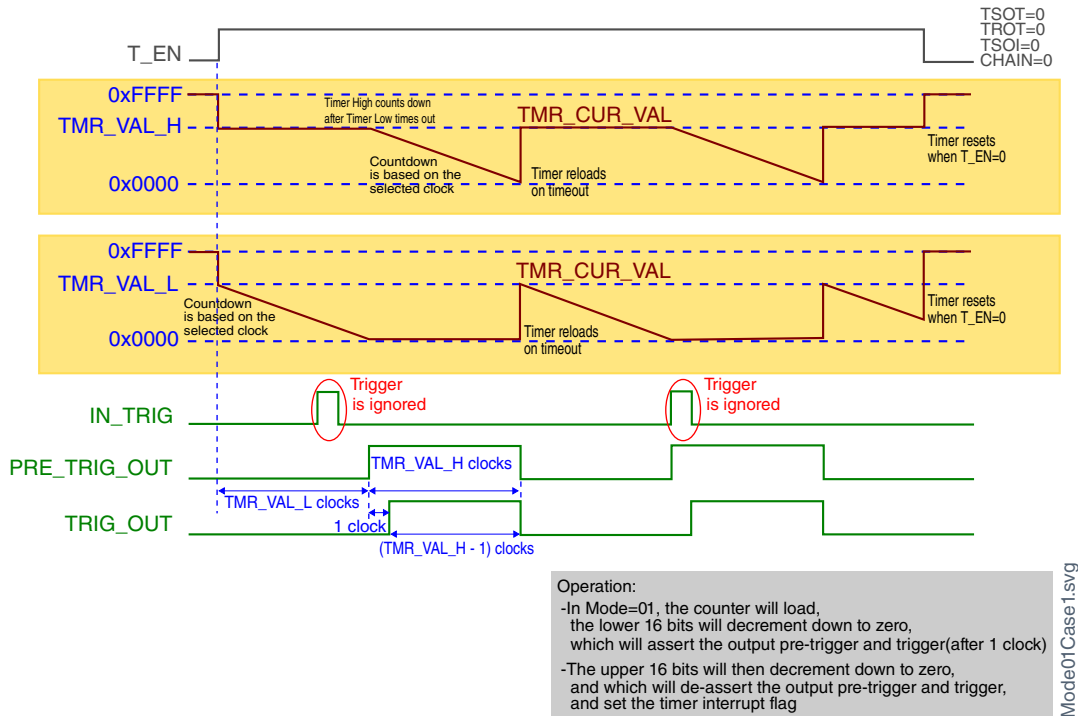 TSOT=0
TROT=0
TSOI=0
CHAIN=0
T_EN
0xFFFF
Timer High counts down
after Timer Low times out
TMR_CUR_VAL
TMR_VAL_H
Timer resets
when T_EN=0
Countdown
is based on the
selected clock
Timer reloads
on timeout
0x0000
0xFFFF
TMR_CUR_VAL
TMR_VAL_L
Countdown
is based on the
selected clock
Timer resets
when T_EN=0
Timer reloads
on timeout
0x0000
Trigger
is ignored
Trigger
is ignored
IN_TRIG
PRE_TRIG_OUT
TMR_VAL_H clocks
TMR_VAL_L clocks
TRIG_OUT
1 clock
(TMR_VAL_H - 1) clocks
Operation:
-In Mode=01, the counter will load,
the lower 16 bits will decrement down to zero,
which will assert the output pre-trigger and trigger(after 1 clock)
-The upper 16 bits will then decrement down to zero,
and which will de-assert the output pre-trigger and trigger,
and set the timer interrupt flag
Mode01Case1.svg